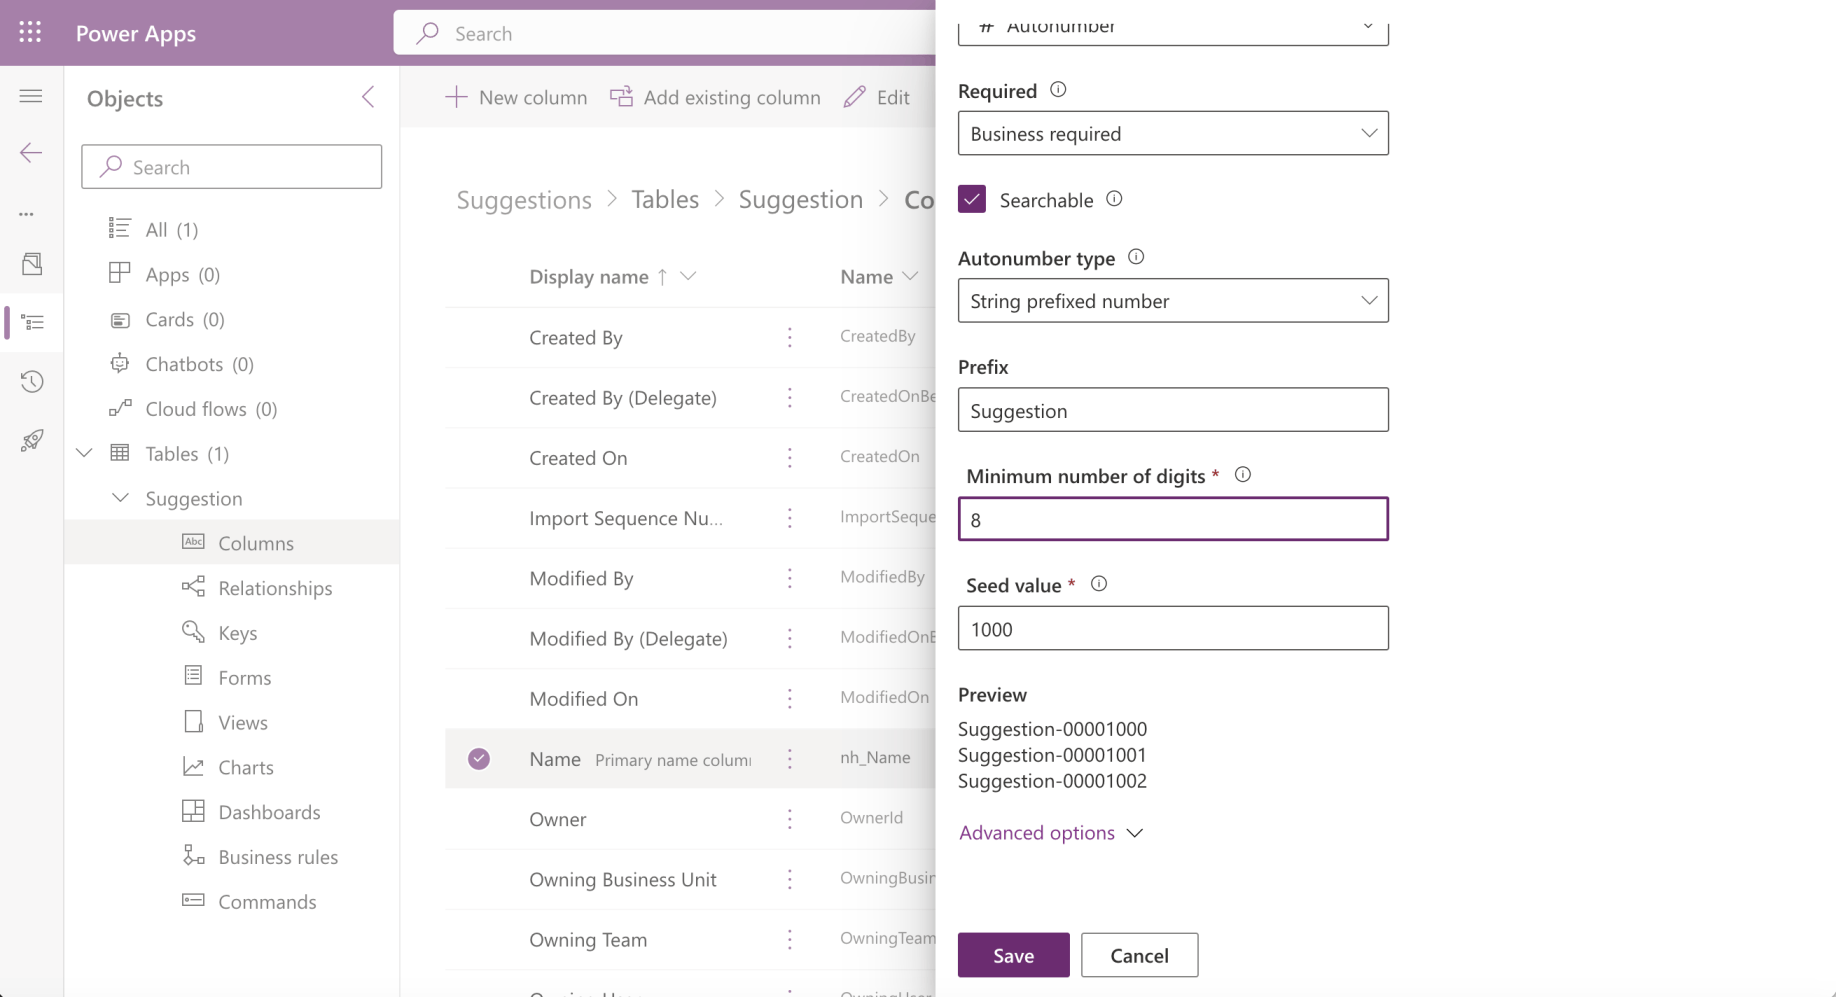 Power Apps
Search
# Autonumber
Objects
New column
Add existing column
Edit
Required
Business required
Search
Searchable
Suggestions > Tables > Suggestion > Co
All (1)
Apps (0)
Cards (0)
Chatbots (0)
Cloud flows (0)
Tables (1)
Suggestion
Abc Columns
Relationships
Keys
Forms
Views
Charts
Dashboards
Business rules
Commands
Display name ↑ Name
Created By CreatedBy
Created By (Delegate) CreatedOnBe
Created On CreatedOn
Import Sequence Nu... ImportSeque
Modified By ModifiedBy
Modified By (Delegate) ModifiedOnB
Modified On ModifiedOn
Name Primary name colum nh_Name
Owner OwnerId
Owning Business Unit OwningBusin
Owning Team OwningTeam
Autonumber type
String prefixed number
Prefix
Suggestion
Minimum number of digits *
8
Seed value *
1000
Preview
Suggestion-00001000
Suggestion-00001001
Suggestion-00001002
Advanced options
Save
Cancel